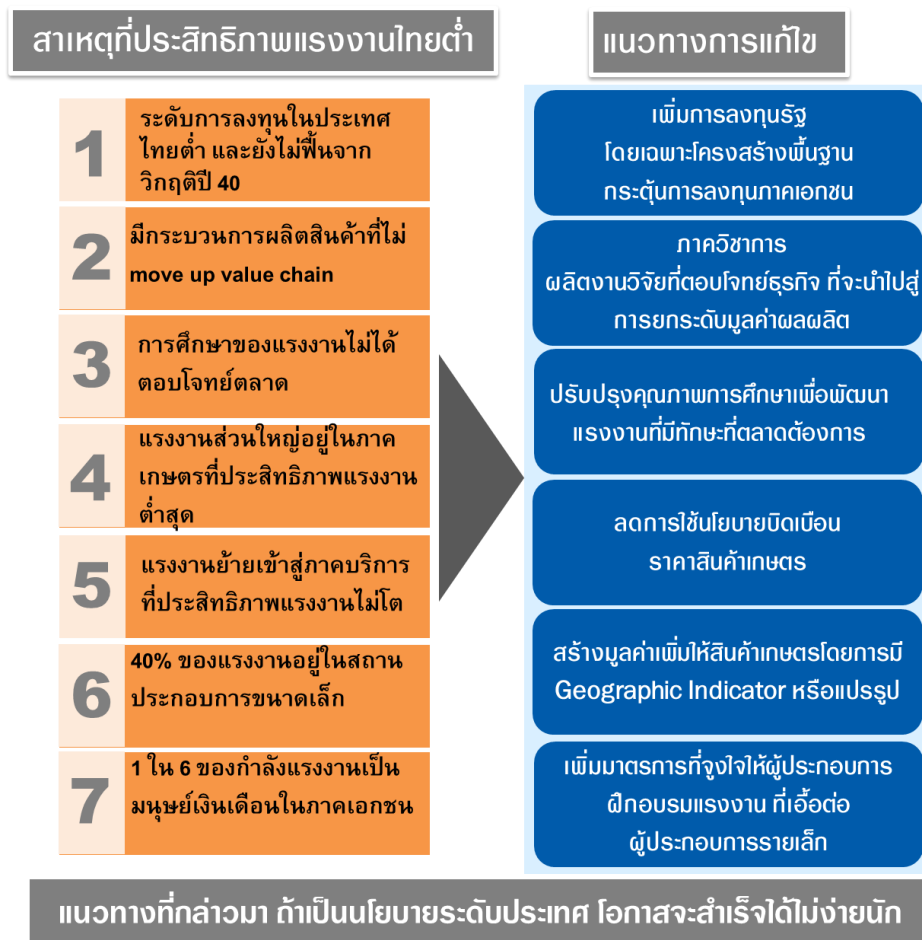 สาเหตุที่ประสิทธิภาพแรงงานไทยต่ำ
1
ระดับการลงทุนในประเทศ
ไทยต่ำ และยังไม่ฟื้นจาก
วิกฤติปี 40
2
มีกระบวนการผลิตสินค้าที่ไม่
move up value chain
3
การศึกษาของแรงงานไม่ได้
ตอบโจทย์ตลาด
4
แรงงานส่วนใหญ่อยู่ในภาค
เกษตรที่ประสิทธิภาพแรงงาน
ต่ำสุด
5
แรงงานย้ายเข้าสู่ภาคบริการ
ที่ประสิทธิภาพแรงงานไม่โต
6
40% ของแรงงานอยู่ในสถาน
ประกอบการขนาดเล็ก
7
1 ใน 6 ของกำลังแรงงานเป็น
มนุษย์เงินเดือนในภาคเอกชน
แนวทางการแก้ไข
เพิ่มการลงทุนรัฐ
โดยเฉพาะโครงสร้างพื้นฐาน
กระตุ้นการลงทุนภาคเอกชน
ภาควิชาการ
ผลิตงานวิจัยที่ตอบโจทย์ธุรกิจ ที่จะนำไปสู่
การยกระดับมูลค่าผลผลิต
ปรับปรุงคุณภาพการศึกษาเพื่อพัฒนา
แรงงานที่มีทักษะที่ตลาดต้องการ
ลดการใช้นโยบายบิดเบือน
ราคาสินค้าเกษตร
สร้างมูลค่าเพิ่มให้สินค้าเกษตรโดยการมี
Geographic Indicator หรือแปรรูป
เพิ่มมาตรการที่จูงใจให้ผู้ประกอบการ
ฝึกอบรมแรงงาน ที่เอื้อต่อ
ผู้ประกอบการรายเล็ก
แนวทางที่กล่าวมา ถ้าเป็นนโยบายระดับประเทศ โอกาสจะสำเร็จได้ไม่ง่ายนัก